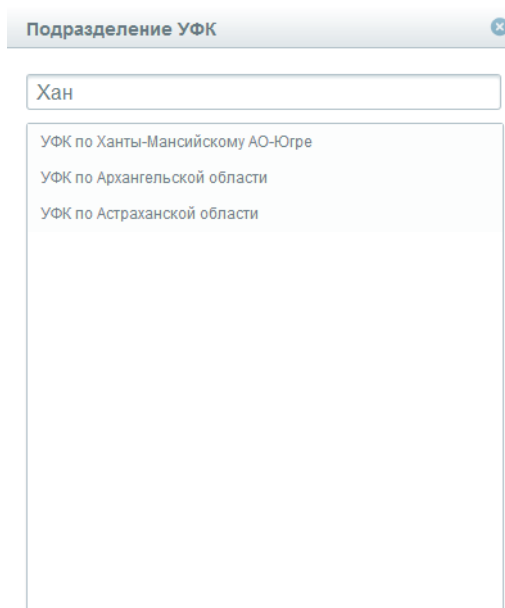 Подразделение УФК
Хан
УФК по Ханты-Мансийскому АО-Югре
УФК по Архангельской области
УФК по Астраханской области